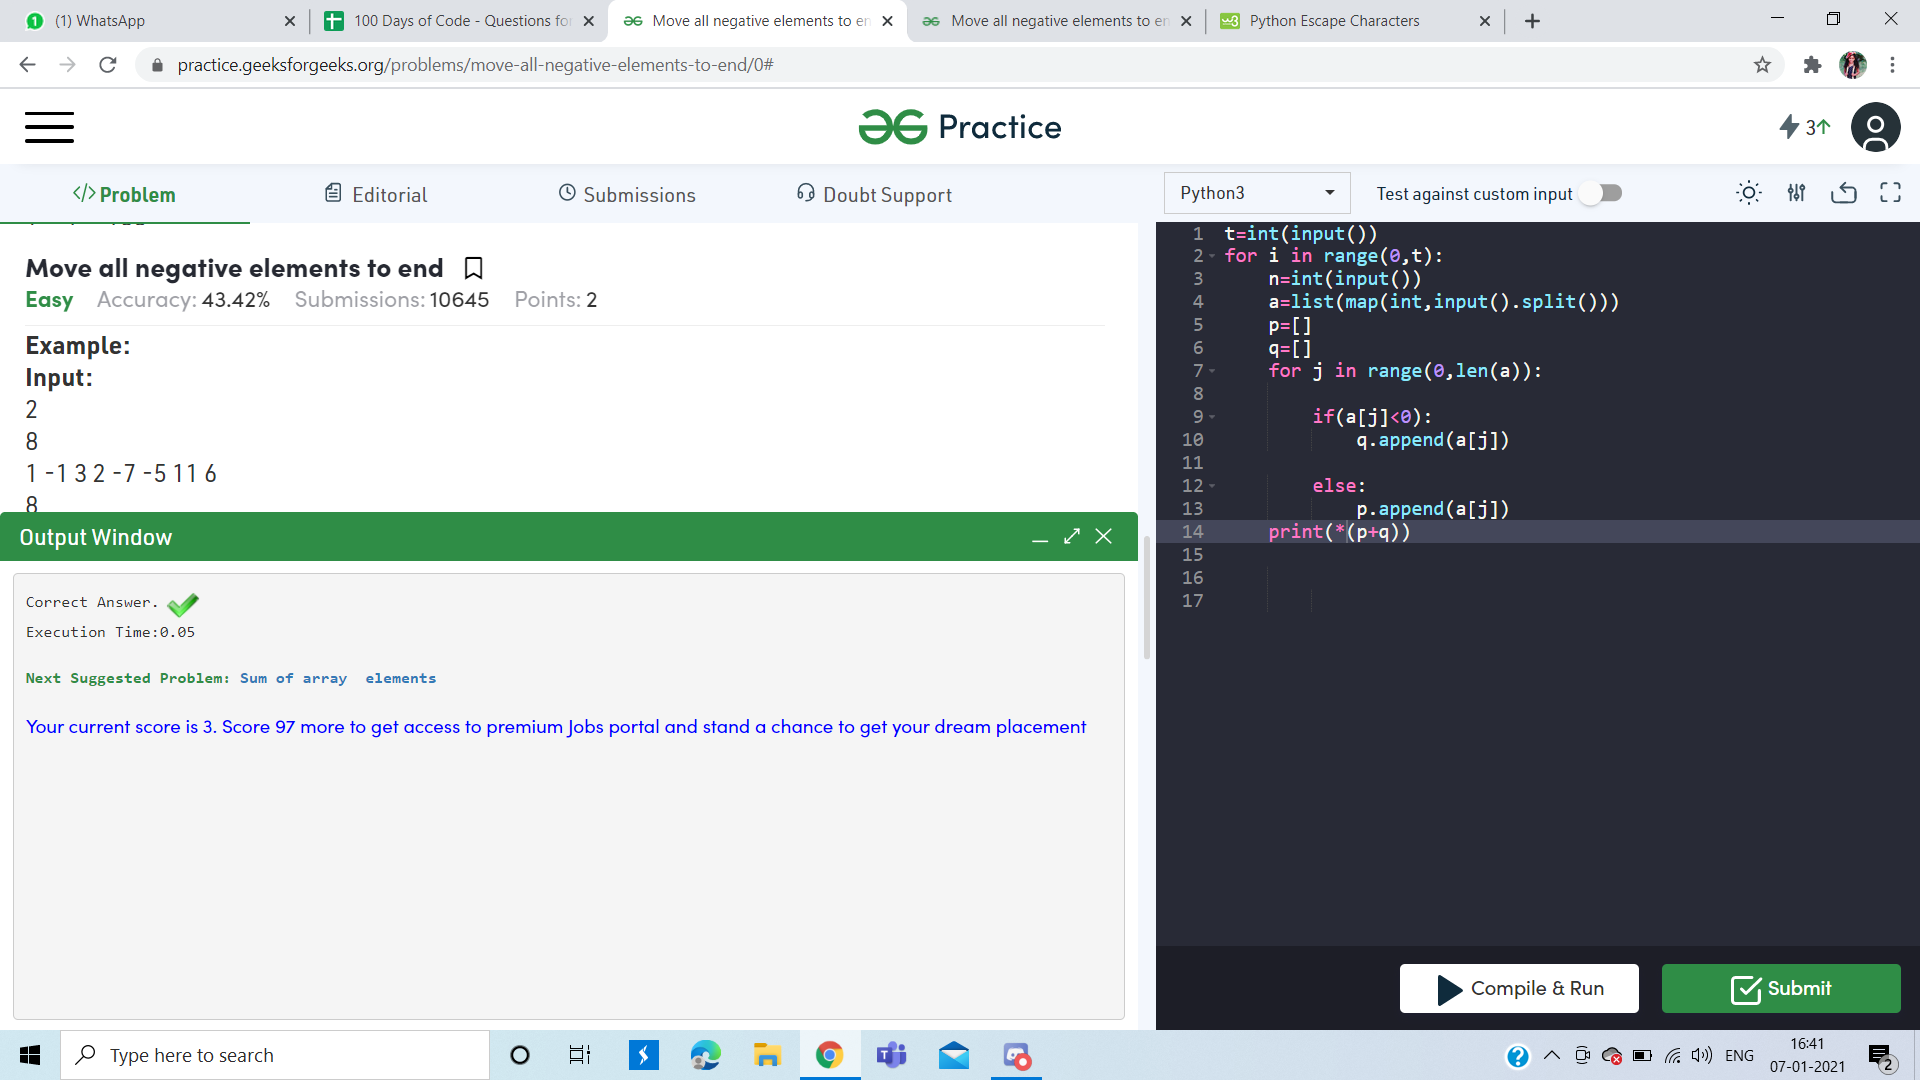 (1) WhatsApp
100 Days of Code - Questions for
Move all negative elements to en
Move all negative elements to en
Python Escape Characters
practice.geeksforgeeks.org/problems/move-all-negative-elements-to-end/0#
Practice
3
Problem
Editorial
Submissions
Doubt Support
Move all negative elements to end
Easy Accuracy: 43.42% Submissions: 10645 Points: 2
Example:
Input:
2
8
1 -1 3 2 -7 -5 11 6
8
Output Window
Correct Answer.
Execution Time:0.05
Next Suggested Problem: Sum of array elements
Your current score is 3. Score 97 more to get access to premium Jobs portal and stand a chance to get your dream placement
Python3
Test against custom input
1 t=int(input())
2 for i in range(0,t):
3 n=int(input())
4 a=list(map(int,input().split()))
5 p=[]
6 q=[]
7 for j in range(0,len(a)):
8
9 if(a[j]<0):
10 q.append(a[j])
11
12 else:
13 p.append(a[j])
14 print(*(p+q))
15
16
17
Compile & Run
Submit
Type here to search
ENG
16:41
07-01-2021
2